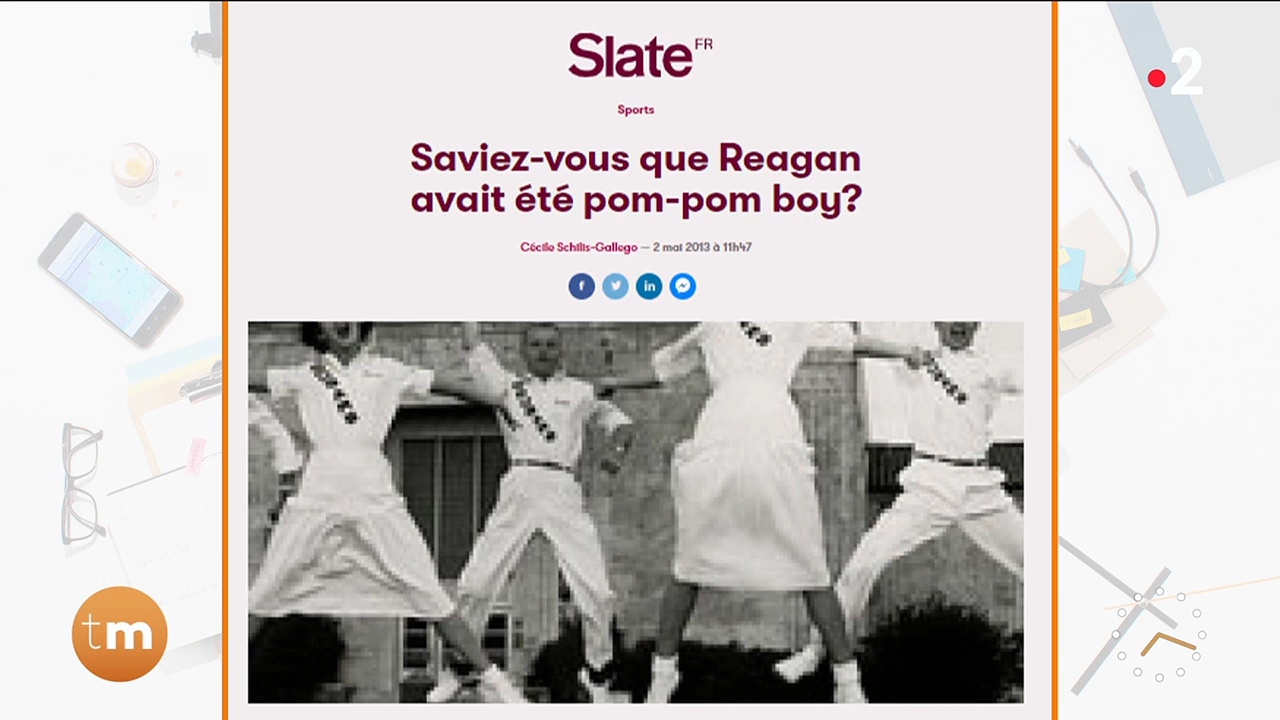 Slate FR
2
Sports
Saviez-vous que Reagan
avait été pom-pom boy?
Cécile Schilis-Gallego — 2 mai 2013 à 11h47
f
in
tm